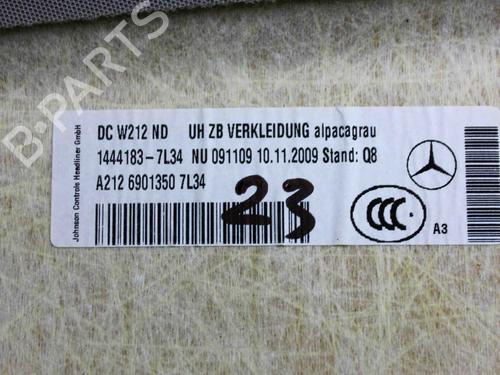 B-PARTS
DC W212 ND UH ZB VERKLEIDUNG alpacagrau
1444183-7L34 NU 091109 10.11.2009 Stand: Q8
A212 6901350 7L34
23
CCC
A3
Johnson Controls Headliner GmbH